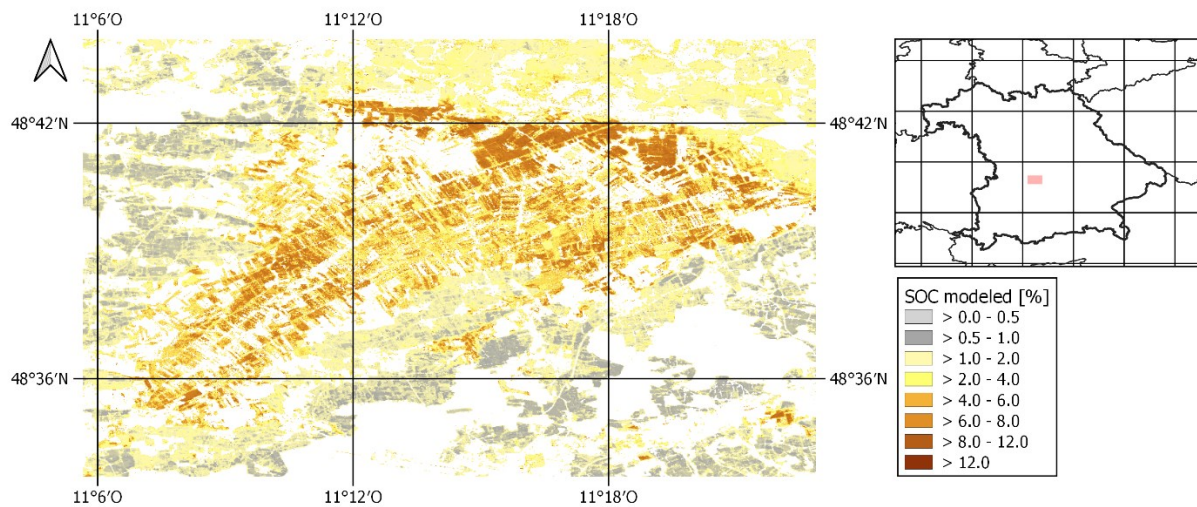 11°6′O 11°12′O 11°18′O
48°42′N 48°42′N
48°36′N 48°36′N
11°6′O 11°12′O 11°18′O
SOC modeled [%]
> 0.0 - 0.5
> 0.5 - 1.0
> 1.0 - 2.0
> 2.0 - 4.0
> 4.0 - 6.0
> 6.0 - 8.0
> 8.0 - 12.0
> 12.0